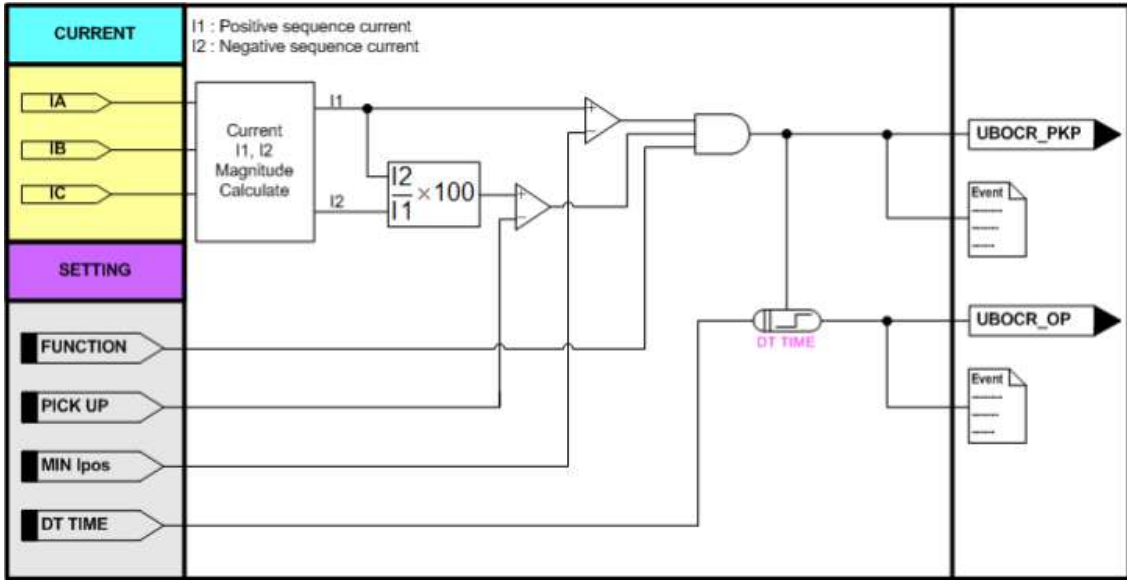 CURRENT
I1 : Positive sequence current
I2 : Negative sequence current
IA
IB
IC
Current
I1, I2
Magnitude
Calculate
I1
I2
I2
I1
×100
+
−
+
−
UBOCR_PKP
Event
SETTING
FUNCTION
PICK UP
MIN Ipos
DT TIME
DT TIME
UBOCR_OP
Event